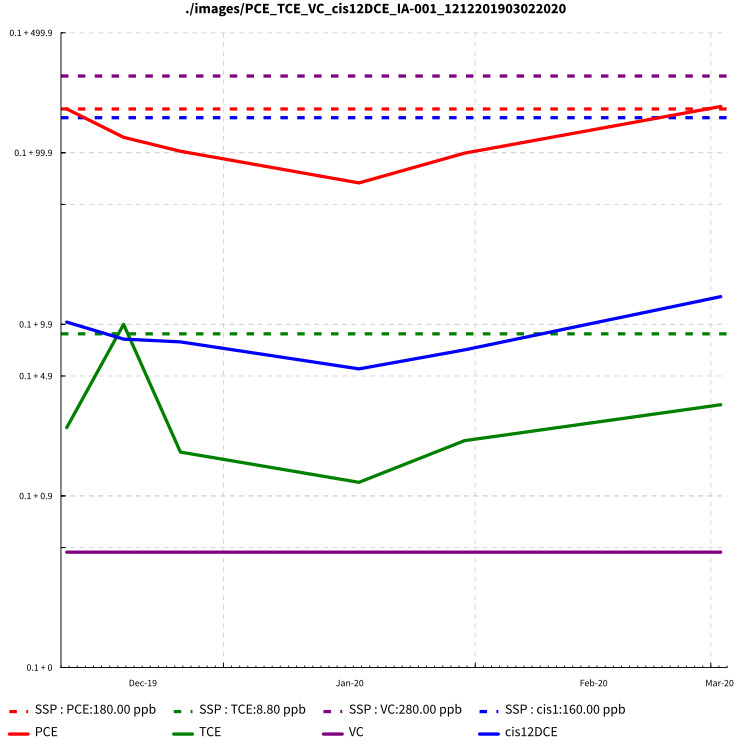 ./images/PCE_TCE_VC_cis12DCE_IA-001_1212201903022020
0.1 + 499.9
0.1 + 99.9
0.1 + 9.9
0.1 + 4.9
0.1 + 0.9
0.1 + 0
Dec-19 Jan-20 Feb-20 Mar-20
SSP : PCE:180.00 ppb SSP : TCE:8.80 ppb SSP : VC:280.00 ppb SSP : cis1:160.00 ppb
PCE TCE VC cis12DCE